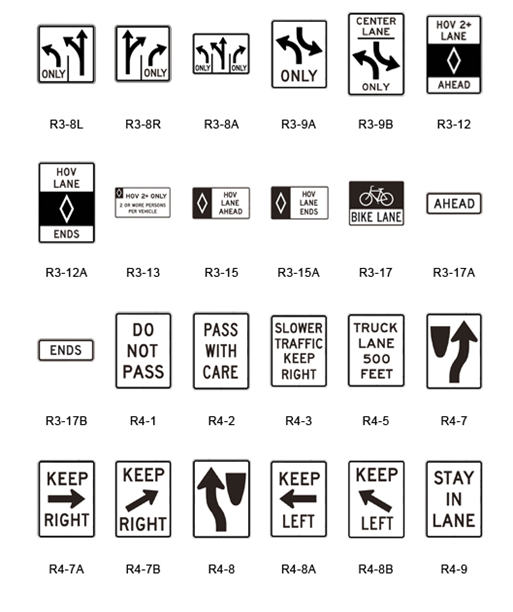 ONLY
ONLY
ONLY ONLY
ONLY
CENTER
LANE
ONLY
HOV 2+
LANE
AHEAD
R3-8L R3-8R R3-8A R3-9A R3-9B R3-12
HOV
LANE
ENDS
HOV 2+ ONLY
2 OR MORE PERSONS
PER VEHICLE
HOV
LANE
AHEAD
HOV
LANE
ENDS
BIKE LANE
AHEAD
R3-12A R3-13 R3-15 R3-15A R3-17 R3-17A
ENDS
DO
NOT
PASS
PASS
WITH
CARE
SLOWER
TRAFFIC
KEEP
RIGHT
TRUCK
LANE
500
FEET
R3-17B R4-1 R4-2 R4-3 R4-5 R4-7
KEEP
RIGHT
KEEP
RIGHT
KEEP
LEFT
KEEP
LEFT
STAY
IN
LANE
R4-7A R4-7B R4-8 R4-8A R4-8B R4-9